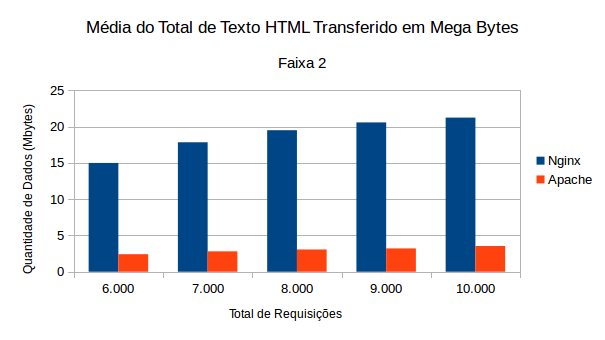 Média do Total de Texto HTML Transferido em Mega Bytes
Faixa 2
Quantidade de Dados (Mbytes)
25
20
15
10
5
0
6.000 7.000 8.000 9.000 10.000
Total de Requisições
Nginx
Apache